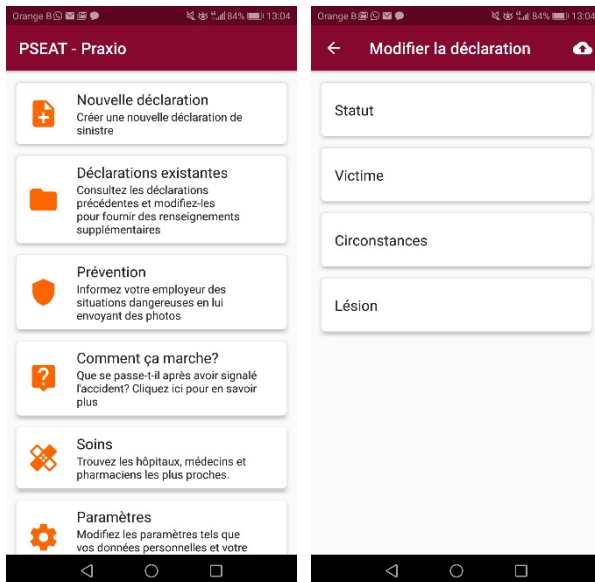 Orange B 84% 13:04
PSEAT - Praxio
Nouvelle déclaration
Créer une nouvelle déclaration de
sinistre
Déclarations existantes
Consultez les déclarations
précédentes et modifiez-les
pour fournir des renseignements
supplémentaires
Prévention
Informez votre employeur des
situations dangereuses en lui
envoyant des photos
Comment ça marche?
Que se passe-t-il après avoir signalé
l'accident? Cliquez ici pour en savoir
plus
Soins
Trouvez les hôpitaux, médecins et
pharmaciens les plus proches.
Paramètres
Modifiez les paramètres tels que
vos données personnelles et votre
Orange B 84% 13:04
Modifier la déclaration
Statut
Victime
Circonstances
Lésion